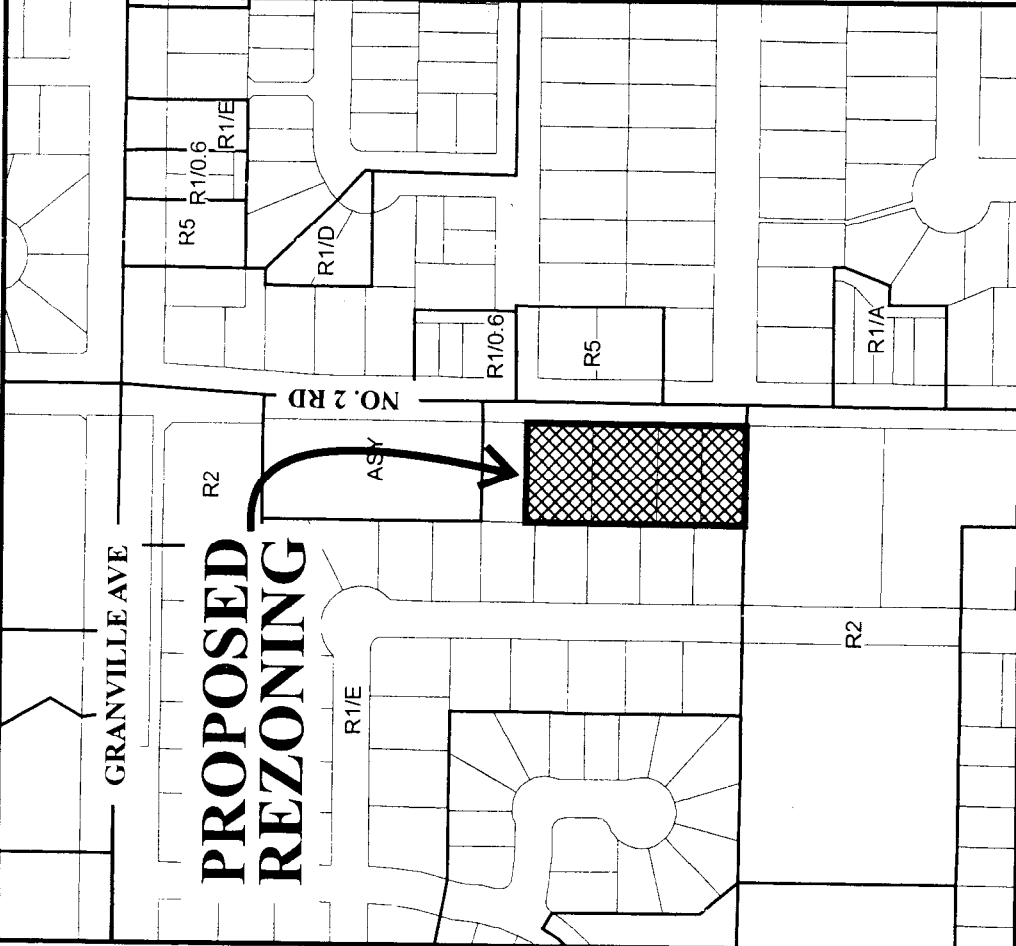 GRANVILLE AVE
R1/E
R1/0.6
R5
R1/D
R2
ASY
NO. 2 RD
R1/0.6
R5
R1/A
PROPOSED
REZONING
R1/E
R2